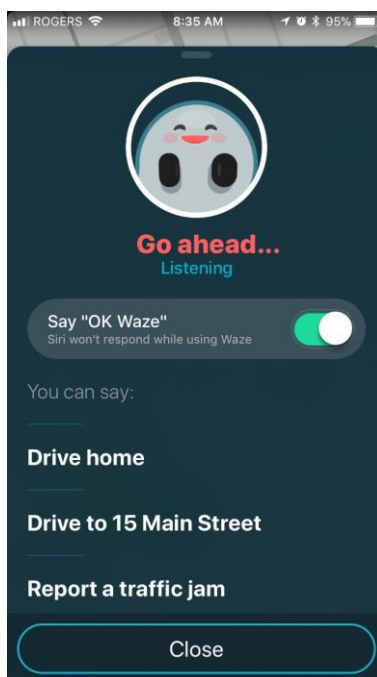 ROGERS 8:35 AM 95%
Go ahead...
Listening
Say "OK Waze"
Siri won't respond while using Waze
You can say:
Drive home
Drive to 15 Main Street
Report a traffic jam
Close